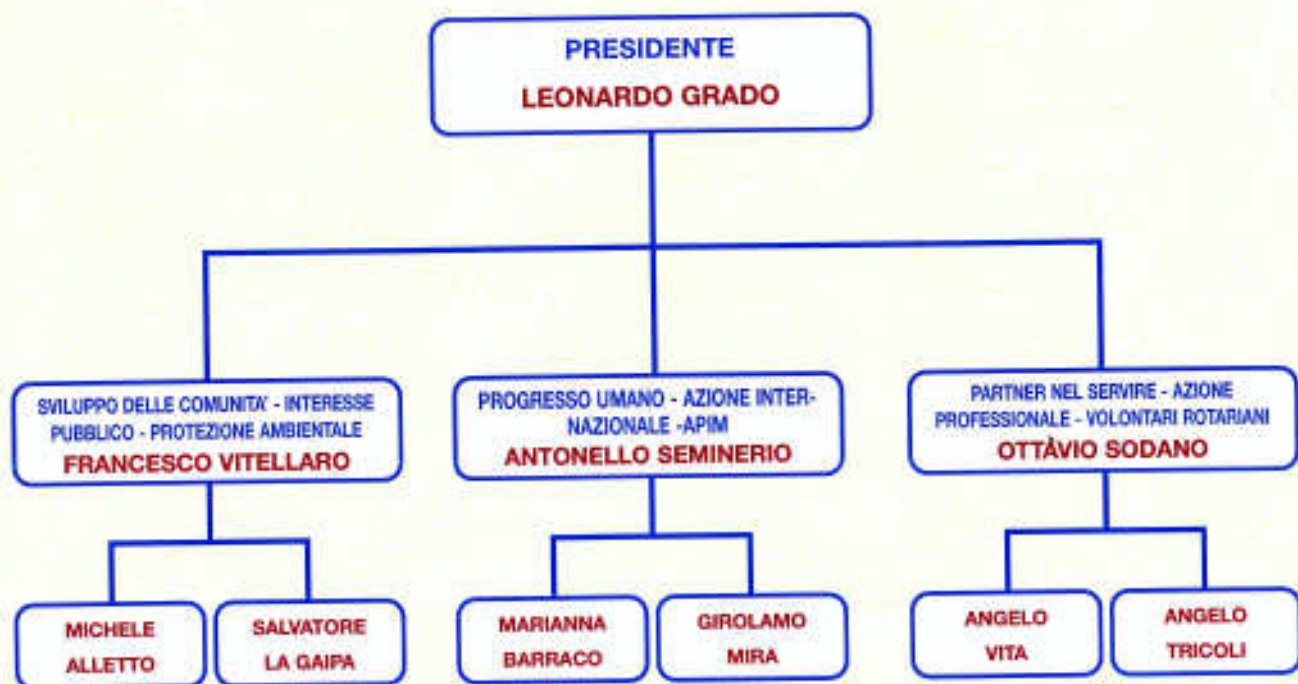 PRESIDENTE
LEONARDO GRADO
SVILUPPO DELLE COMUNITA' - INTERESSE
PUBBLICO - PROTEZIONE AMBIENTALE
FRANCESCO VITELLARO
PROGRESSO UMANO - AZIONE INTER-
NAZIONALE -APIM
ANTONELLO SEMINERIO
PARTNER NEL SERVIRE - AZIONE
PROFESSIONALE - VOLONTARI ROTARIANI
OTTÀVIO SODANO
MICHELE
ALLETTO
SALVATORE
LA GAIPA
MARIANNA
BARRACO
GIROLAMO
MIRA
ANGELO
VITA
ANGELO
TRICOLI